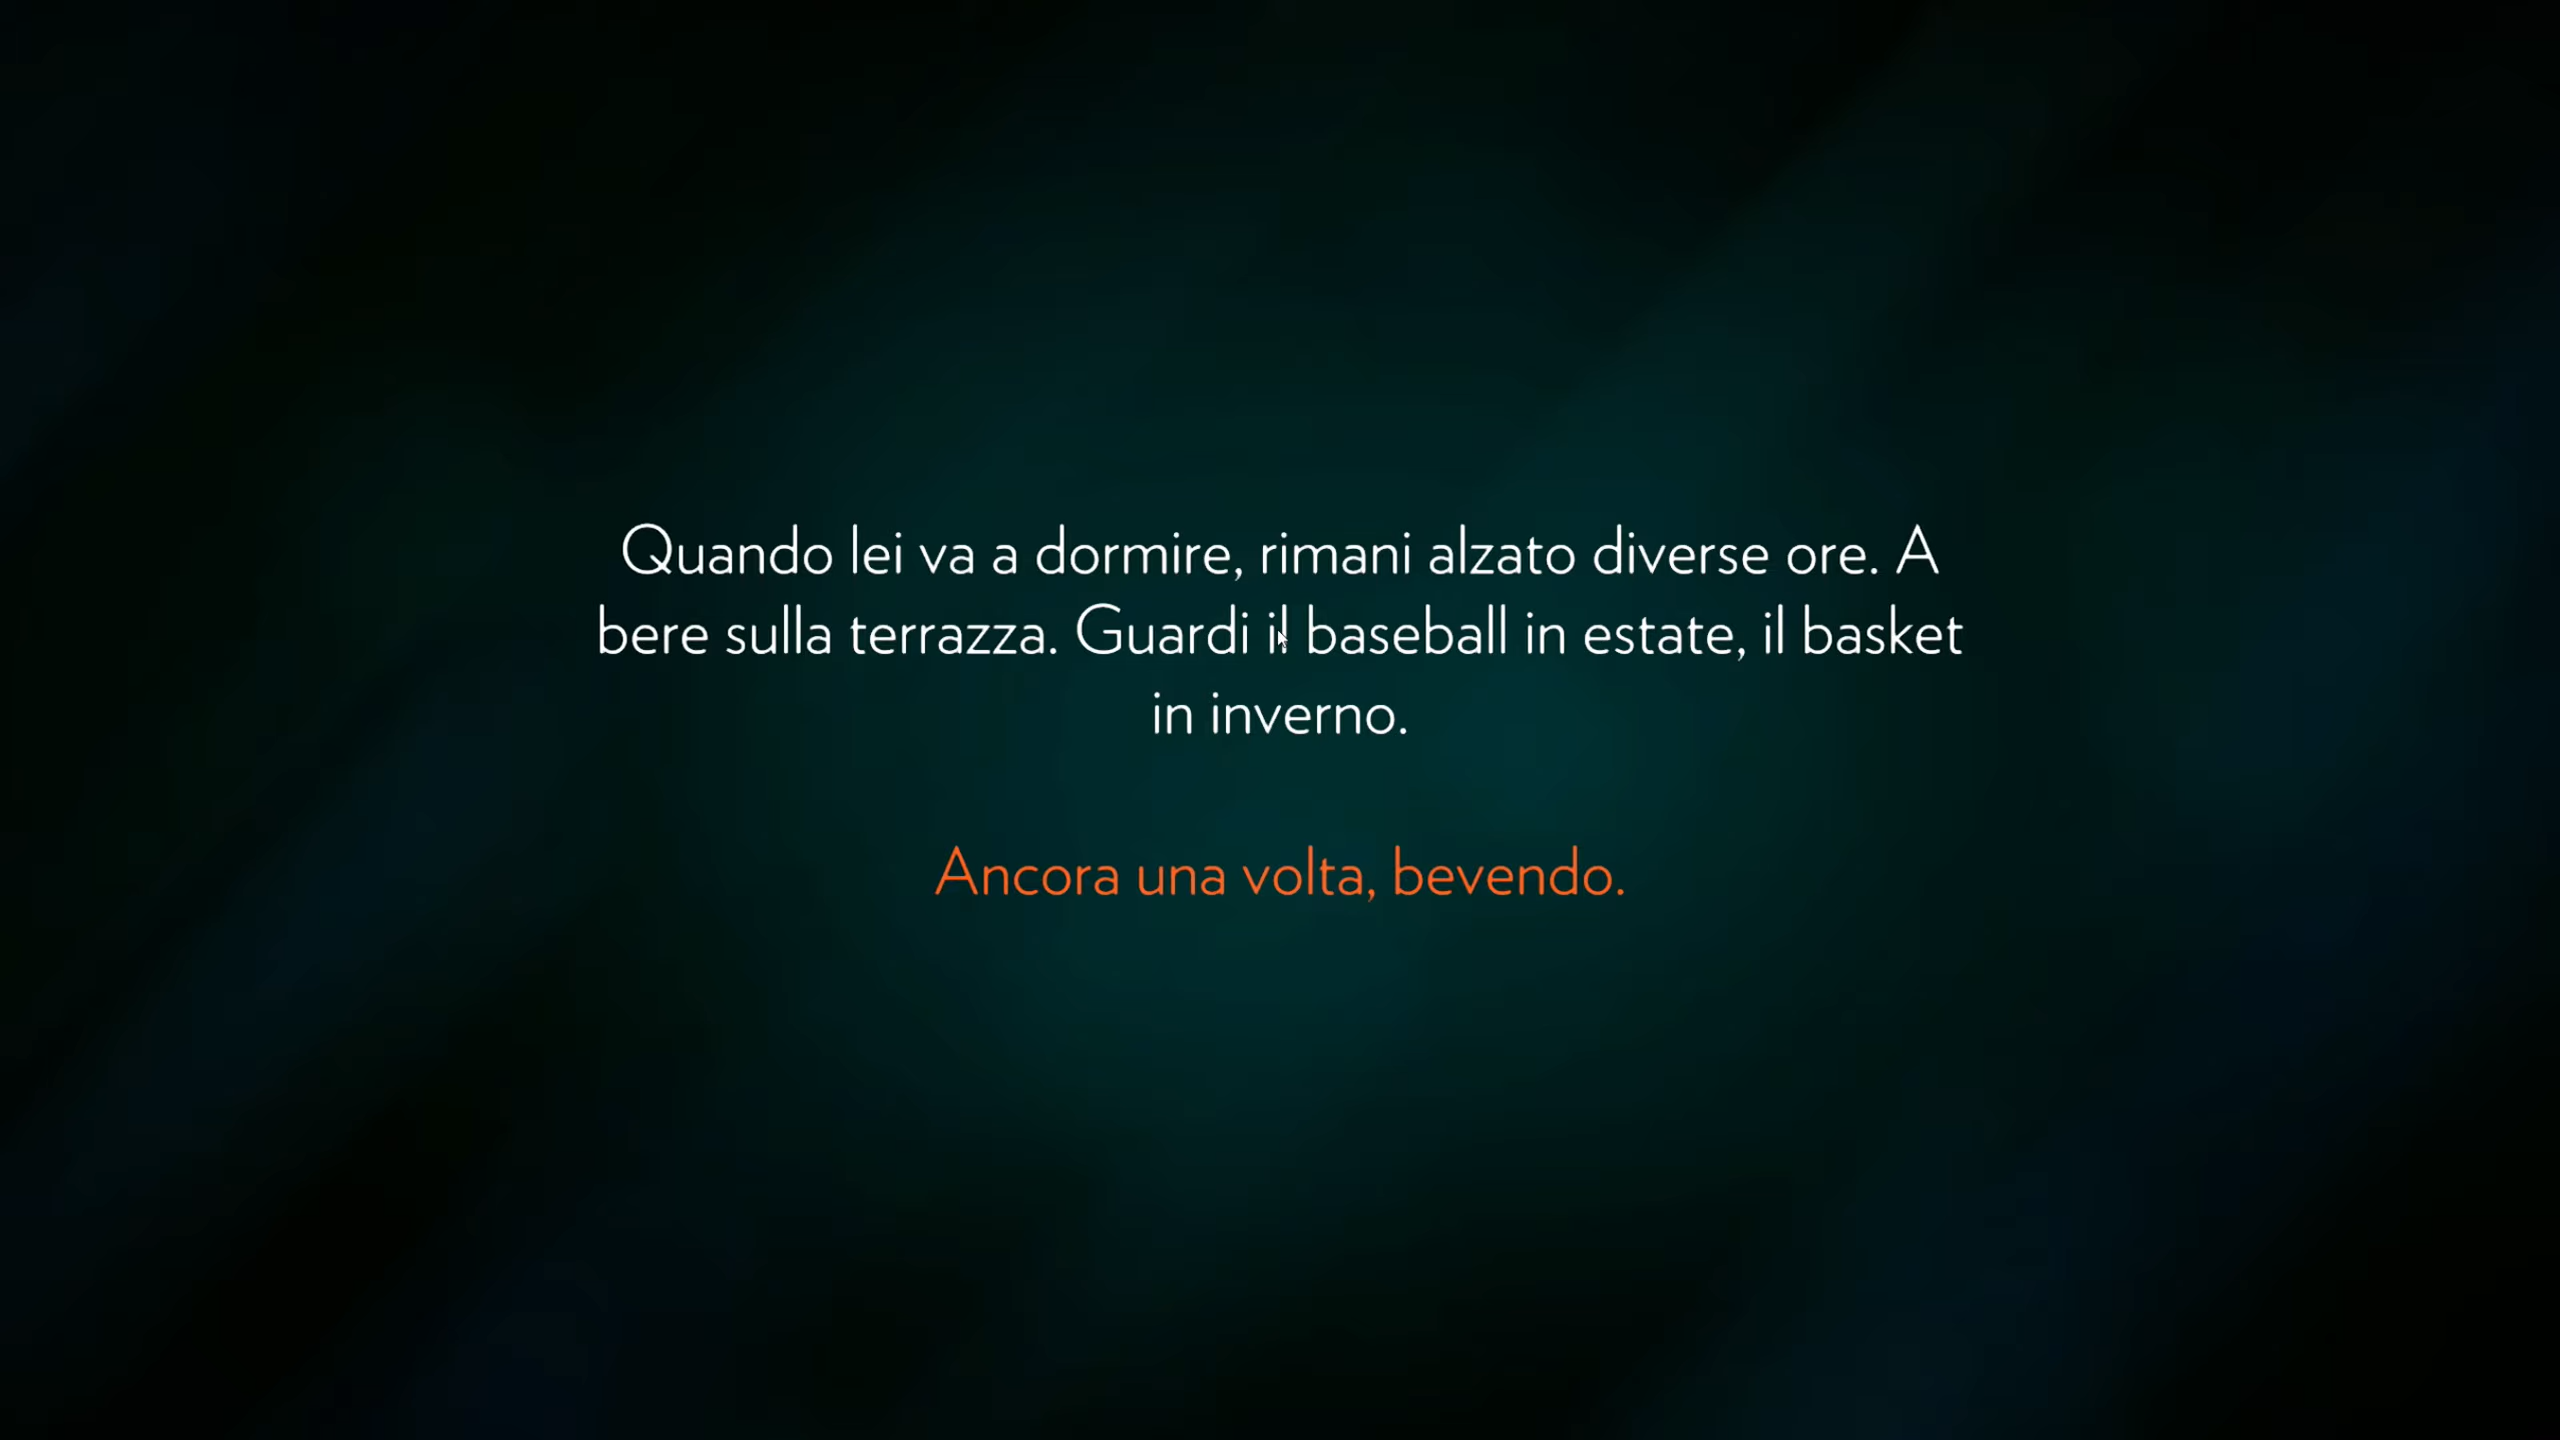 Quando lei va a dormire, rimani alzato diverse ore. A
bere sulla terrazza. Guardi il baseball in estate, il basket
in inverno.
Ancora una volta, bevendo.